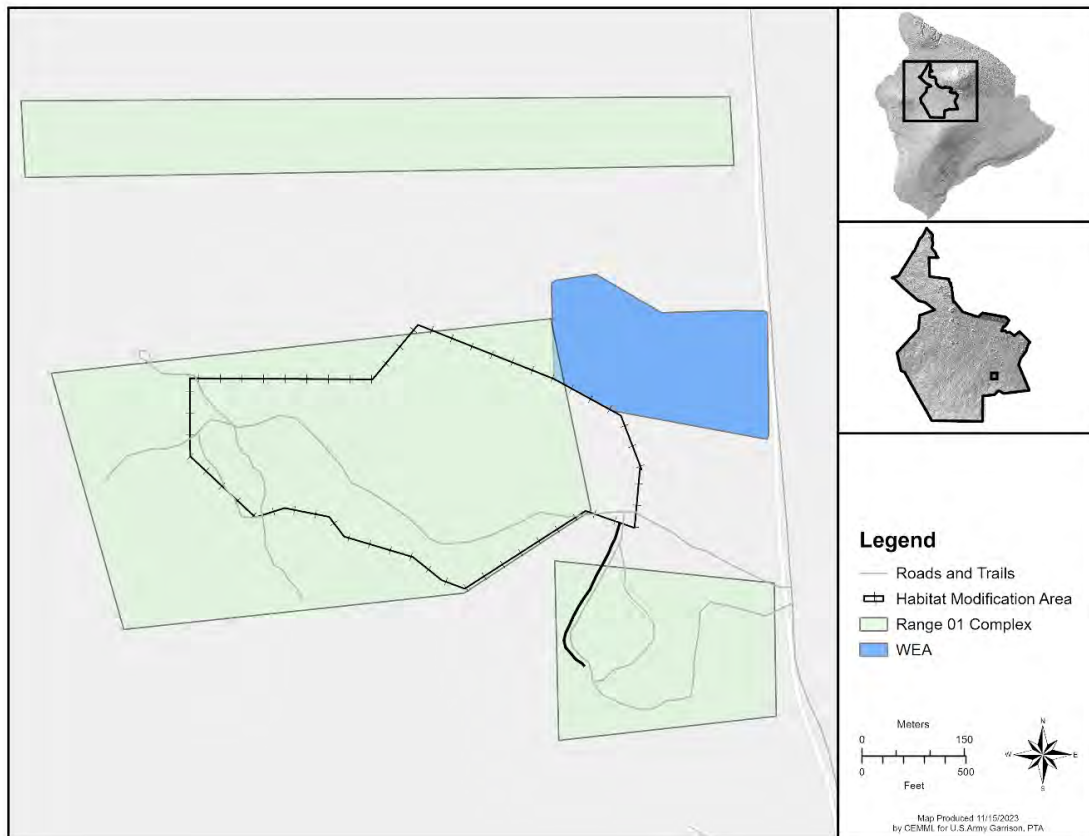 Legend
Roads and Trails
Habitat Modification Area
Range 01 Complex
WEA
Meters
0 150
0 500
Feet
N
W E
S
Map Produced 11/15/2023
by CEMML for U.S.Army Garrison, PTA